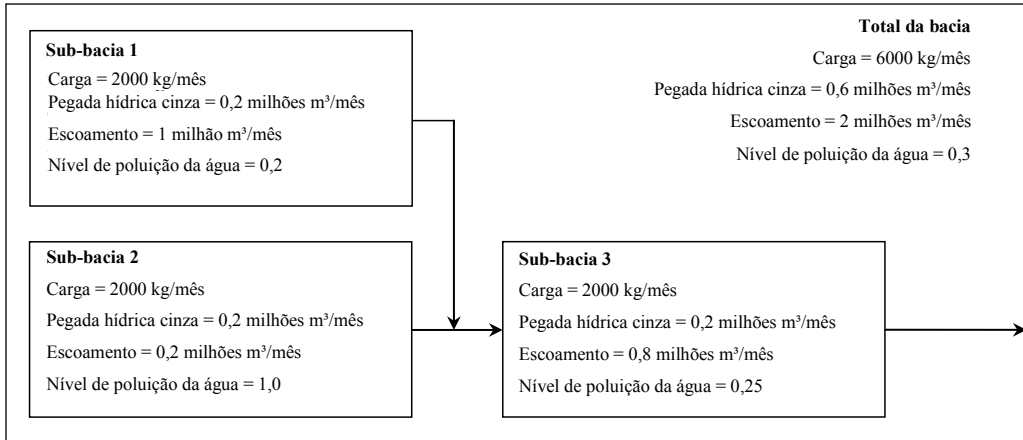 Sub-bacia 1
Carga = 2000 kg/mês
Pegada hídrica cinza = 0,2 milhões m³/mês
Escoamento = 1 milhão m³/mês
Nível de poluição da água = 0,2
Total da bacia
Carga = 6000 kg/mês
Pegada hídrica cinza = 0,6 milhões m³/mês
Escoamento = 2 milhões m³/mês
Nível de poluição da água = 0,3
Sub-bacia 2
Carga = 2000 kg/mês
Pegada hídrica cinza = 0,2 milhões m³/mês
Escoamento = 0,2 milhões m³/mês
Nível de poluição da água = 1,0
Sub-bacia 3
Carga = 2000 kg/mês
Pegada hídrica cinza = 0,2 milhões m³/mês
Escoamento = 0,8 milhões m³/mês
Nível de poluição da água = 0,25